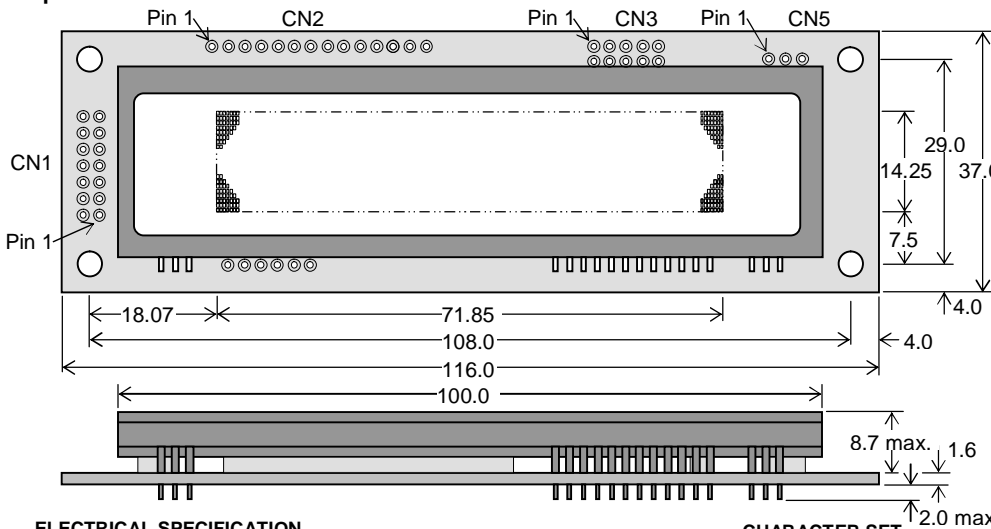 Pin 1 CN2 Pin 1 CN3 Pin 1 CN5
CN1
Pin 1
29.0
14.25 37.0
7.5
18.07 71.85 4.0
108.0 4.0
116.0
100.0
8.7 max. 1.6
2.0 max
ELECTRICAL SPECIFICATION CHARACTER SET